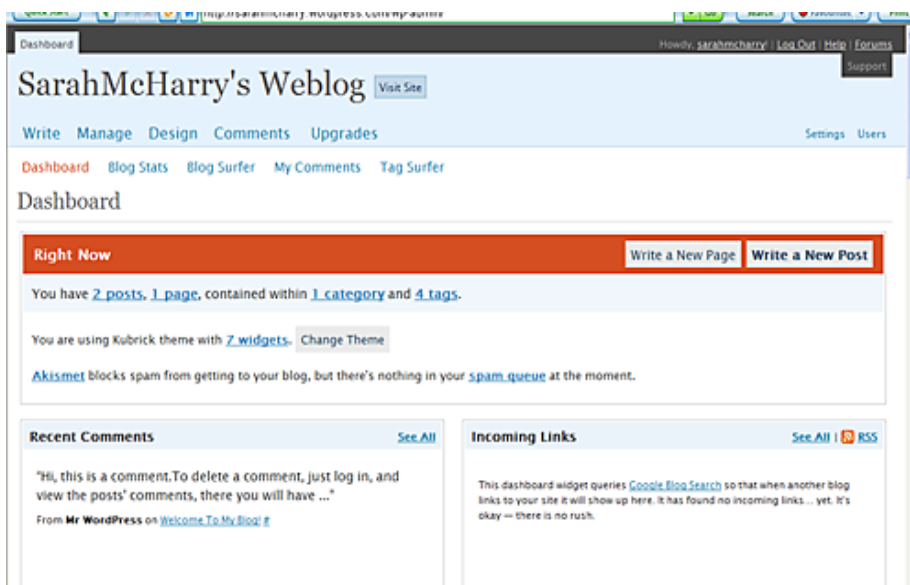 Dashboard
Howdy, sarahmcharry! | Log Out | Help | Forums
Support
SarahMcHarry's Weblog Visit Site
Write Manage Design Comments Upgrades
Settings Users
Dashboard Blog Stats Blog Surfer My Comments Tag Surfer
Dashboard
Right Now Write a New Page Write a New Post
You have 2 posts, 1 page, contained within 1 category and 4 tags.
You are using Kubrick theme with 7 widgets. Change Theme
Akismet blocks spam from getting to your blog, but there's nothing in your spam queue at the moment.
Recent Comments See All
"Hi, this is a comment.To delete a comment, just log in, and
view the posts' comments, there you will have ..."
From Mr WordPress on Welcome To My Blog! #
Incoming Links See All | RSS
This dashboard widget queries Google Blog Search so that when another blog
links to your site it will show up here. It has found no incoming links... yet. It's
okay — there is no rush.